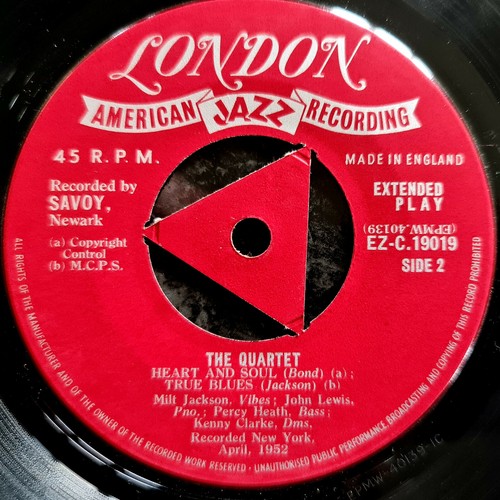 LONDON
AMERICAN JAZZ RECORDING
45 R.P.M.
MADE IN ENGLAND
Recorded by
SAVOY,
Newark
(a) Copyright
Control
(b) M.C.P.S.
EXTENDED
PLAY
(EPMW.40139)
EZ-C.19019
SIDE 2
THE QUARTET
HEART AND SOUL (Bond) (a);
TRUE BLUES (Jackson) (b)
Milt Jackson, Vibes; John Lewis,
Pno.; Percy Heath, Bass;
Kenny Clarke, Dms.
Recorded New York,
April, 1952
ALL RIGHTS OF THE MANUFACTURER AND OF THE OWNER OF THE RECORDED WORK RESERVED · UNAUTHORISED PUBLIC PERFORMANCE BROADCASTING AND COPYING OF THIS RECORD PROHIBITED
PMW-40139-1C